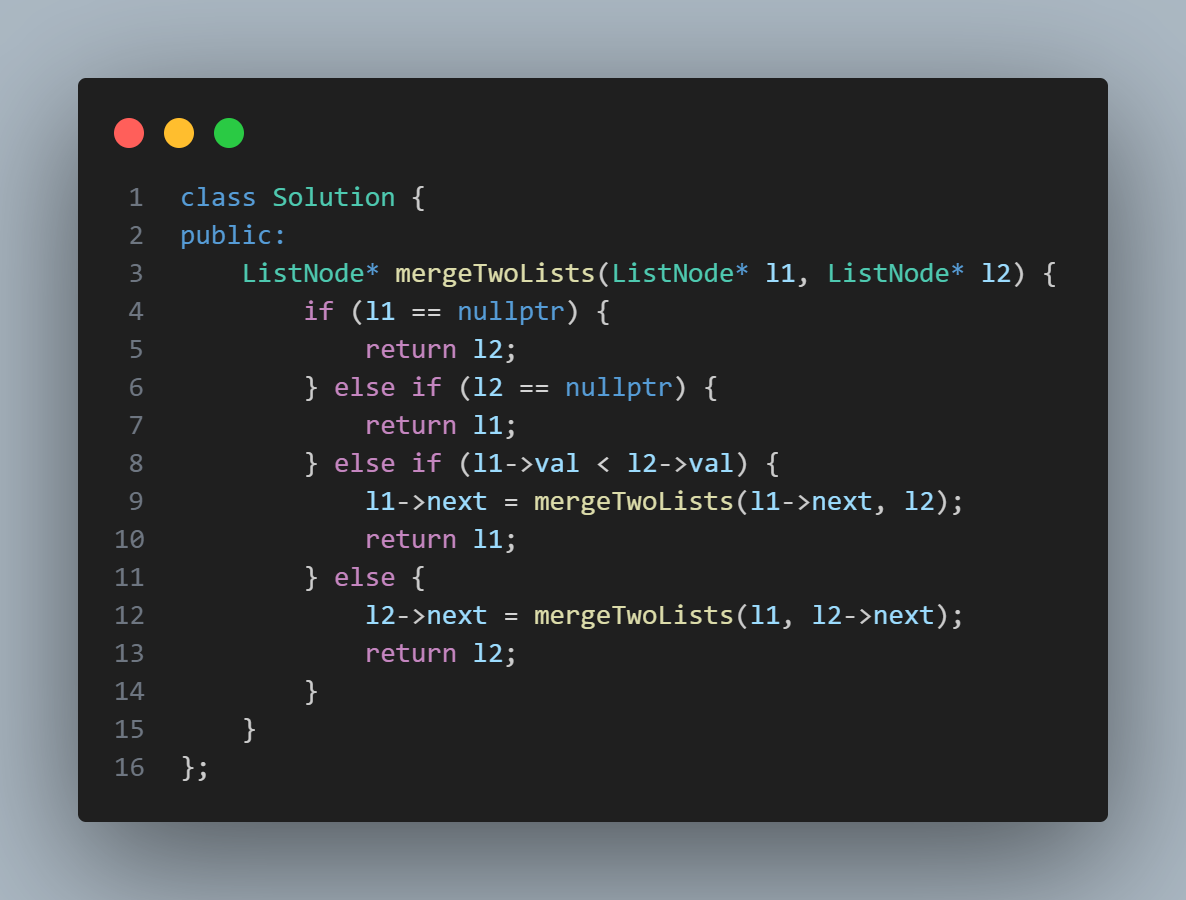 1 class Solution {
2 public:
3     ListNode* mergeTwoLists(ListNode* l1, ListNode* l2) {
4         if (l1 == nullptr) {
5             return l2;
6         } else if (l2 == nullptr) {
7             return l1;
8         } else if (l1->val < l2->val) {
9             l1->next = mergeTwoLists(l1->next, l2);
10             return l1;
11         } else {
12             l2->next = mergeTwoLists(l1, l2->next);
13             return l2;
14         }
15     }
16 };